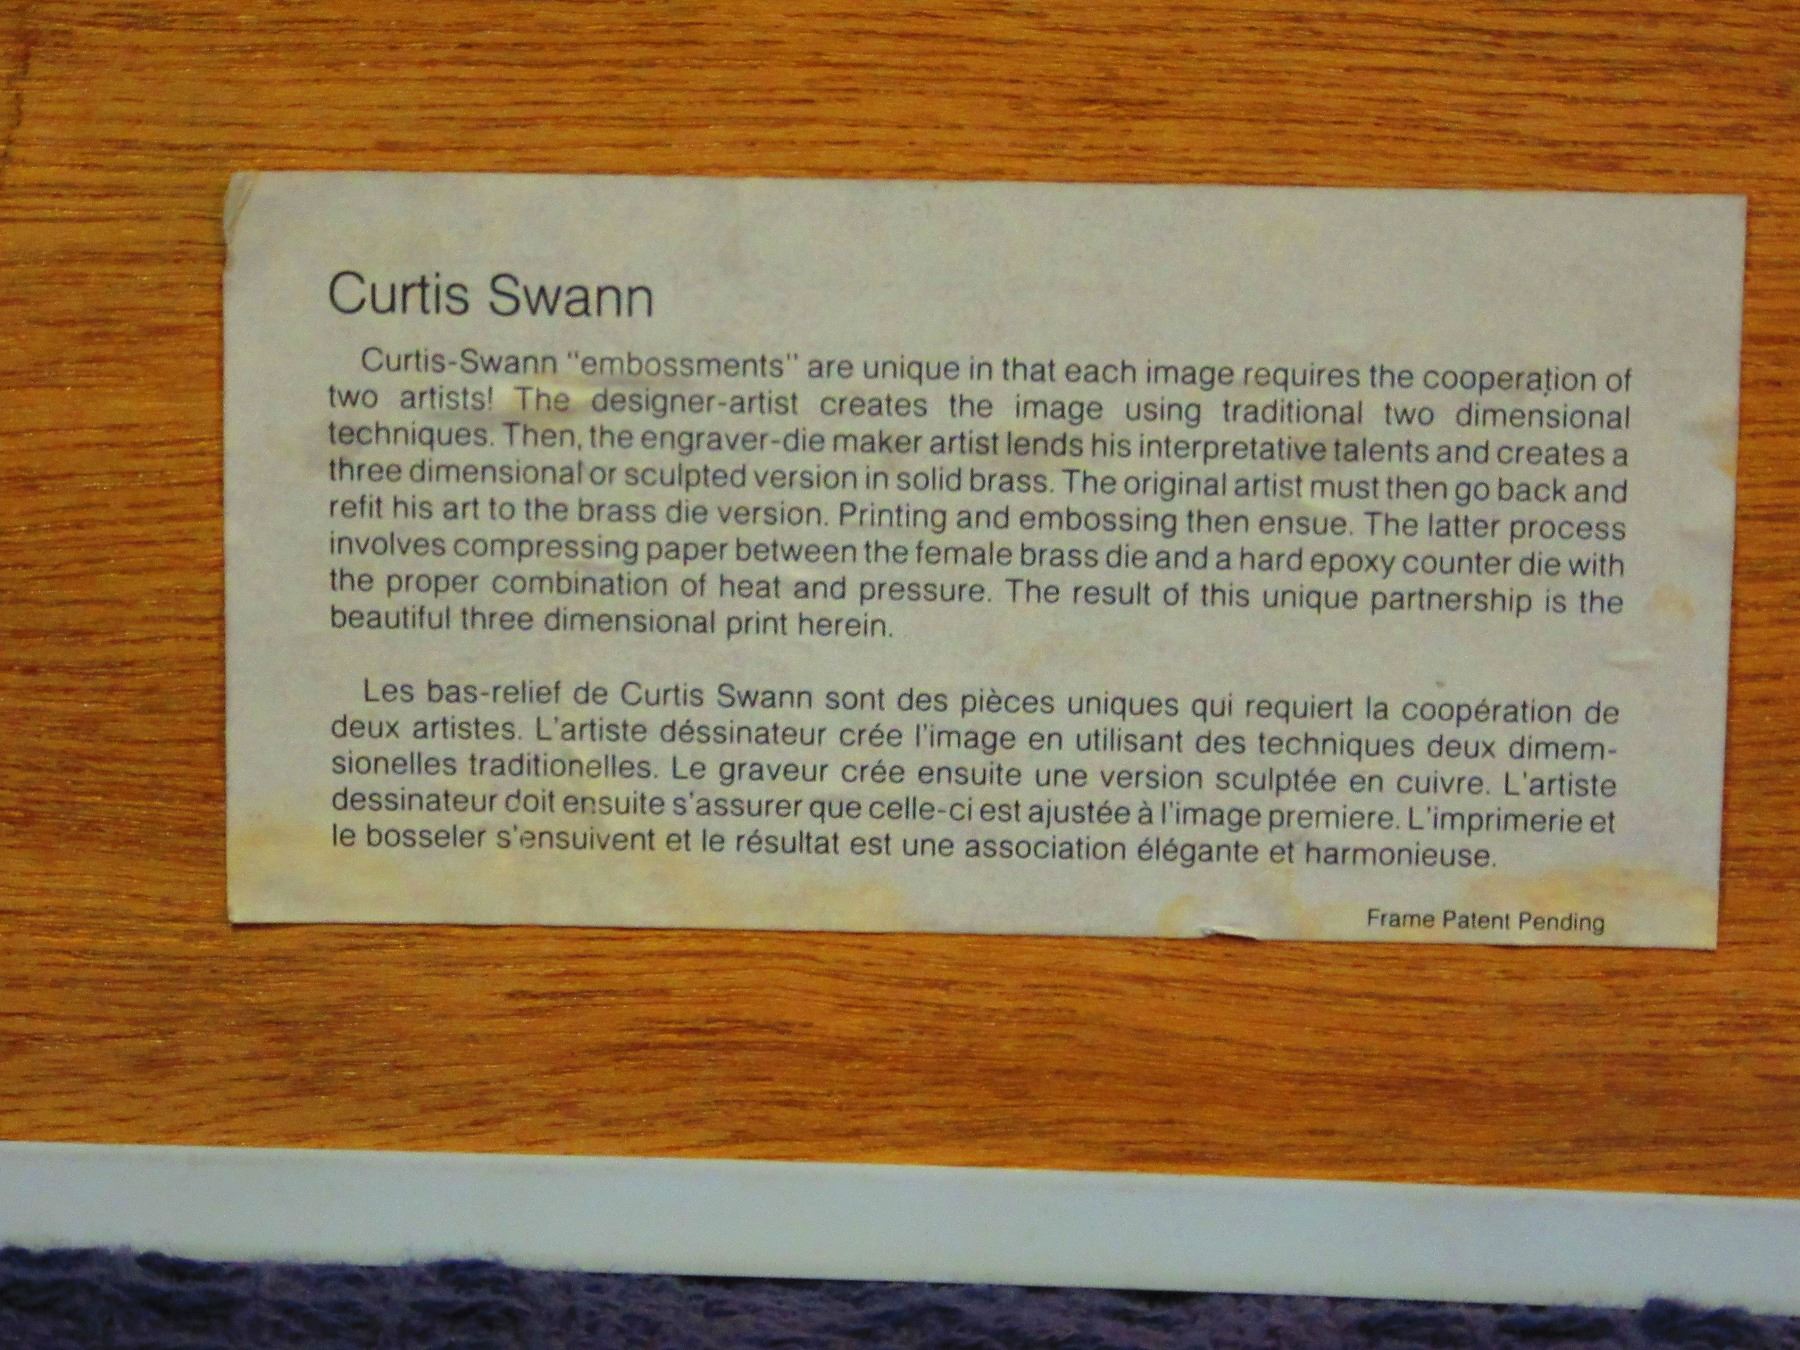 Curtis Swann
Curtis-Swann "embossments" are unique in that each image requires the cooperation of
two artists! The designer-artist creates the image using traditional two dimensional
techniques. Then, the engraver-die maker artist lends his interpretative talents and creates a
three dimensional or sculpted version in solid brass. The original artist must then go back and
refit his art to the brass die version. Printing and embossing then ensue. The latter process
involves compressing paper between the female brass die and a hard epoxy counter die with
the proper combination of heat and pressure. The result of this unique partnership is the
beautiful three dimensional print herein.
Les bas-relief de Curtis Swann sont des pièces uniques qui requiert la coopération de
deux artistes. L'artiste déssinateur crée l'image en utilisant des techniques deux dimem-
sionelles traditionelles. Le graveur crée ensuite une version sculptée en cuivre. L'artiste
dessinateur doit ensuite s'assurer que celle-ci est ajustée à l'image premiere. L'imprimerie et
le bosseler s'ensuivent et le résultat est une association élégante et harmonieuse.
Frame Patent Pending